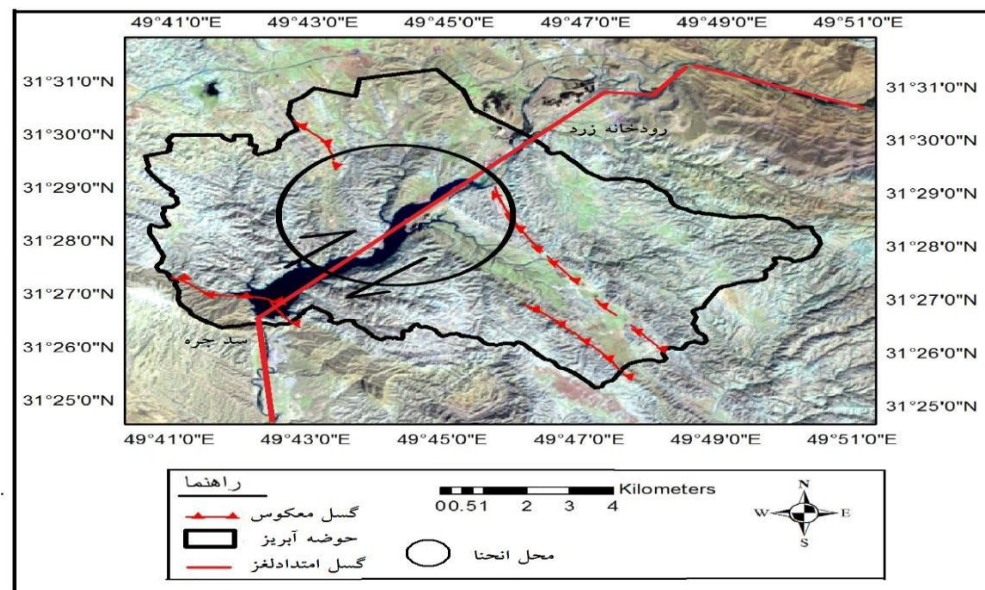 49°41'0"E 49°43'0"E 49°45'0"E 49°47'0"E 49°49'0"E 49°51'0"E
31°31'0"N 31°31'0"N
31°30'0"N رودخانه زرد 31°30'0"N
31°29'0"N 31°29'0"N
31°28'0"N 31°28'0"N
31°27'0"N 31°27'0"N
31°26'0"N سد جره 31°26'0"N
31°25'0"N 31°25'0"N
49°41'0"E 49°43'0"E 49°45'0"E 49°47'0"E 49°49'0"E 49°51'0"E
راهنما
گسل معکوس
حوضه آبریز
گسل امتدادلغز
محل انحنا
Kilometers
00.51 2 3 4
N
W E
S